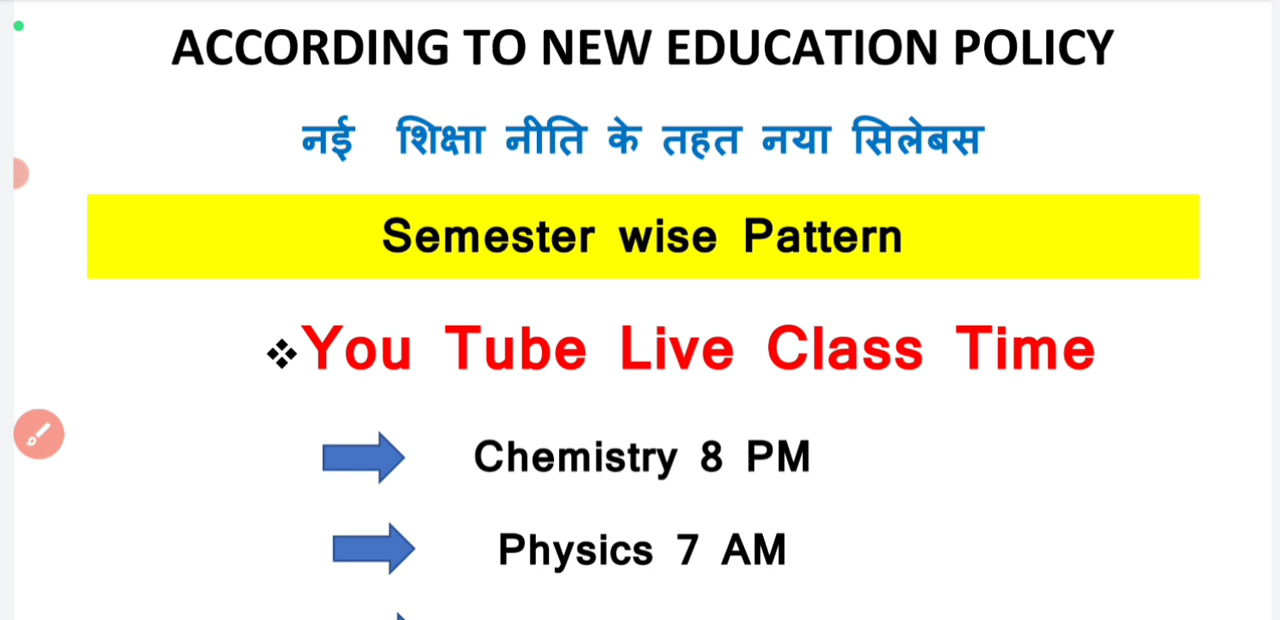 ACCORDING TO NEW EDUCATION POLICY
नई शिक्षा नीति के तहत नया सिलेबस
Semester wise Pattern
You Tube Live Class Time
Chemistry 8 PM
Physics 7 AM